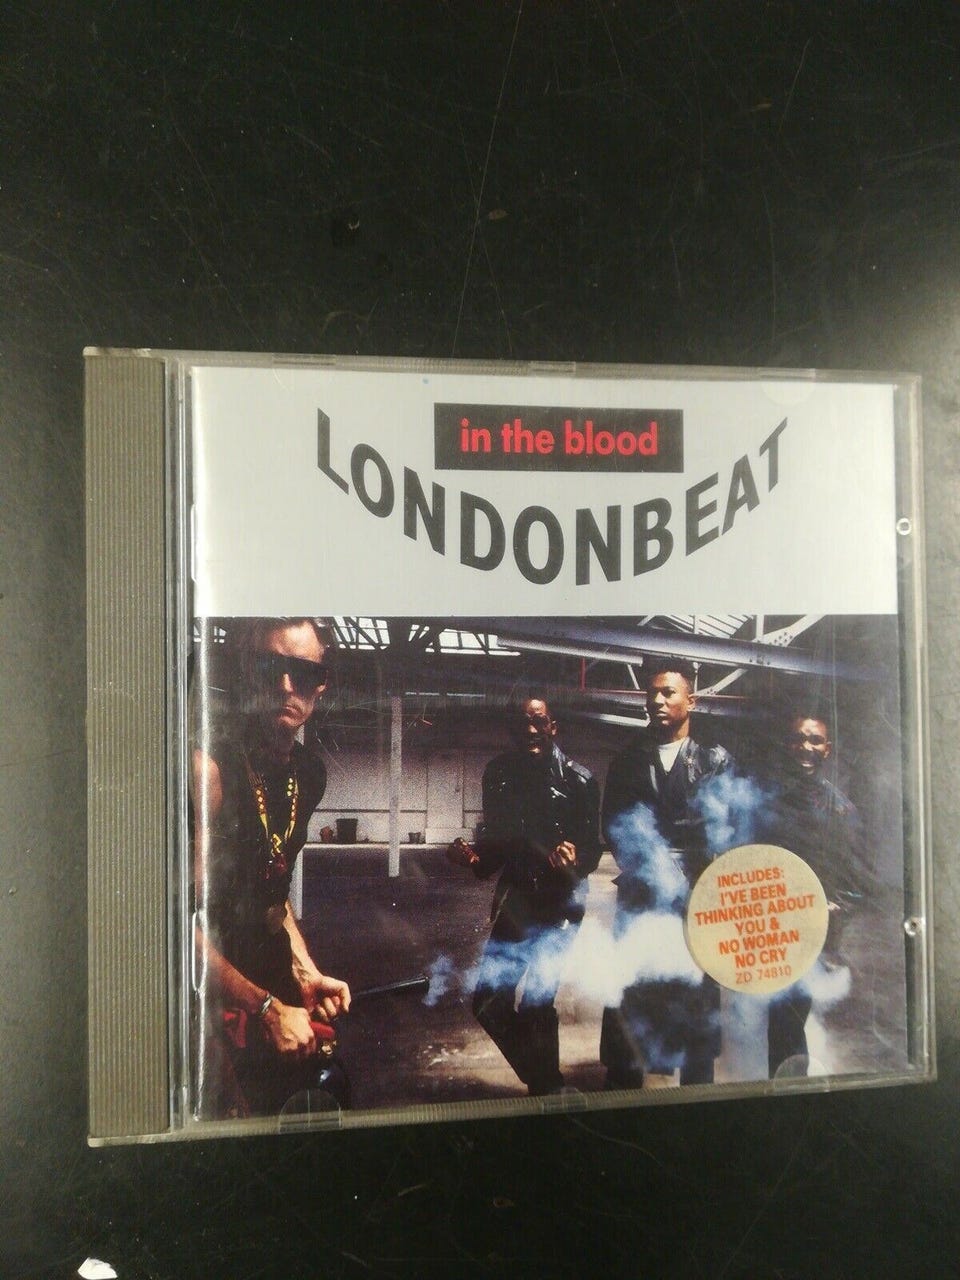 in the blood
LONDONBEAT
INCLUDES:
I'VE BEEN
THINKING ABOUT
YOU &
NO WOMAN
NO CRY
ZD 74810